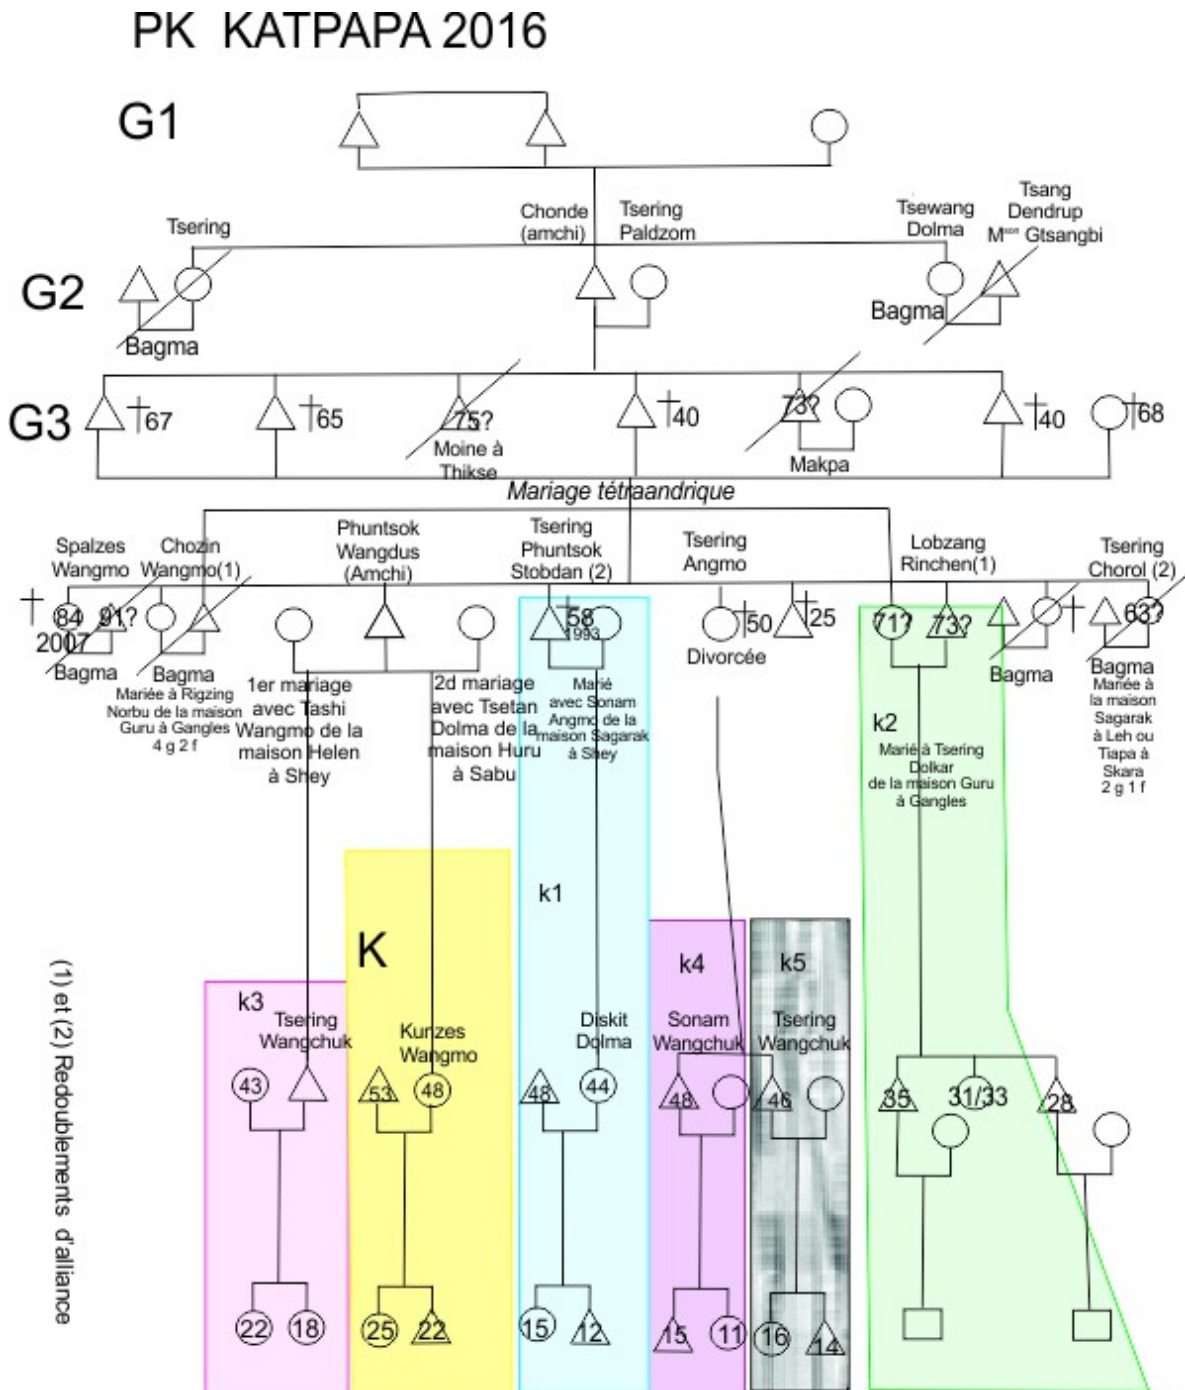 PK KATPAPA 2016
G1
Tsering
Chonde
(amchi)
Tsering
Paldzom
Tsewang
Dolma
Tsang
Dendrup
Mson Gtsangbi
G2
Bagma
Bagma
G3
†67
†65
75?
Moine à
Thikse
†40
73?
Makpa
†40
†68
Mariage tétraandrique
Spalzes
Wangmo
Chozin
Wangmo(1)
Phuntsok
Wangdus
(Amchi)
Tsering
Phuntsok
Stobdan (2)
Tsering
Angmo
Lobzang
Rinchen(1)
Tsering
Chorol (2)
†
84
2007
91?
Bagma
Bagma
Mariée à Rigzing
Norbu de la maison
Guru à Gangles
4 g 2 f
1er mariage
avec Tashi
Wangmo de la
maison Helen
à Shey
2d mariage
avec Tsetan
Dolma de la
maison Huru
à Sabu
†58
1993
Marié
avec Sonam
Angmo de la
maison Sagarak
à Shey
†50
Divorcée
†25
71?
73?
k2
Marié à Tsering
Dolkar
de la maison Guru
à Gangles
Bagma
†
63?
Bagma
Mariée à
la maison
Sagarak
à Leh ou
Tiapa à
Skara
2 g 1 f
k3
Tsering
Wangchuk
43
22
18
K
Kunzes
Wangmo
53
48
25
22
k1
Diskit
Dolma
48
44
15
12
k4
Sonam
Wangchuk
48
15
11
k5
Tsering
Wangchuk
46
16
14
35
31/33
28
(1) et (2) Redoublements d'alliance